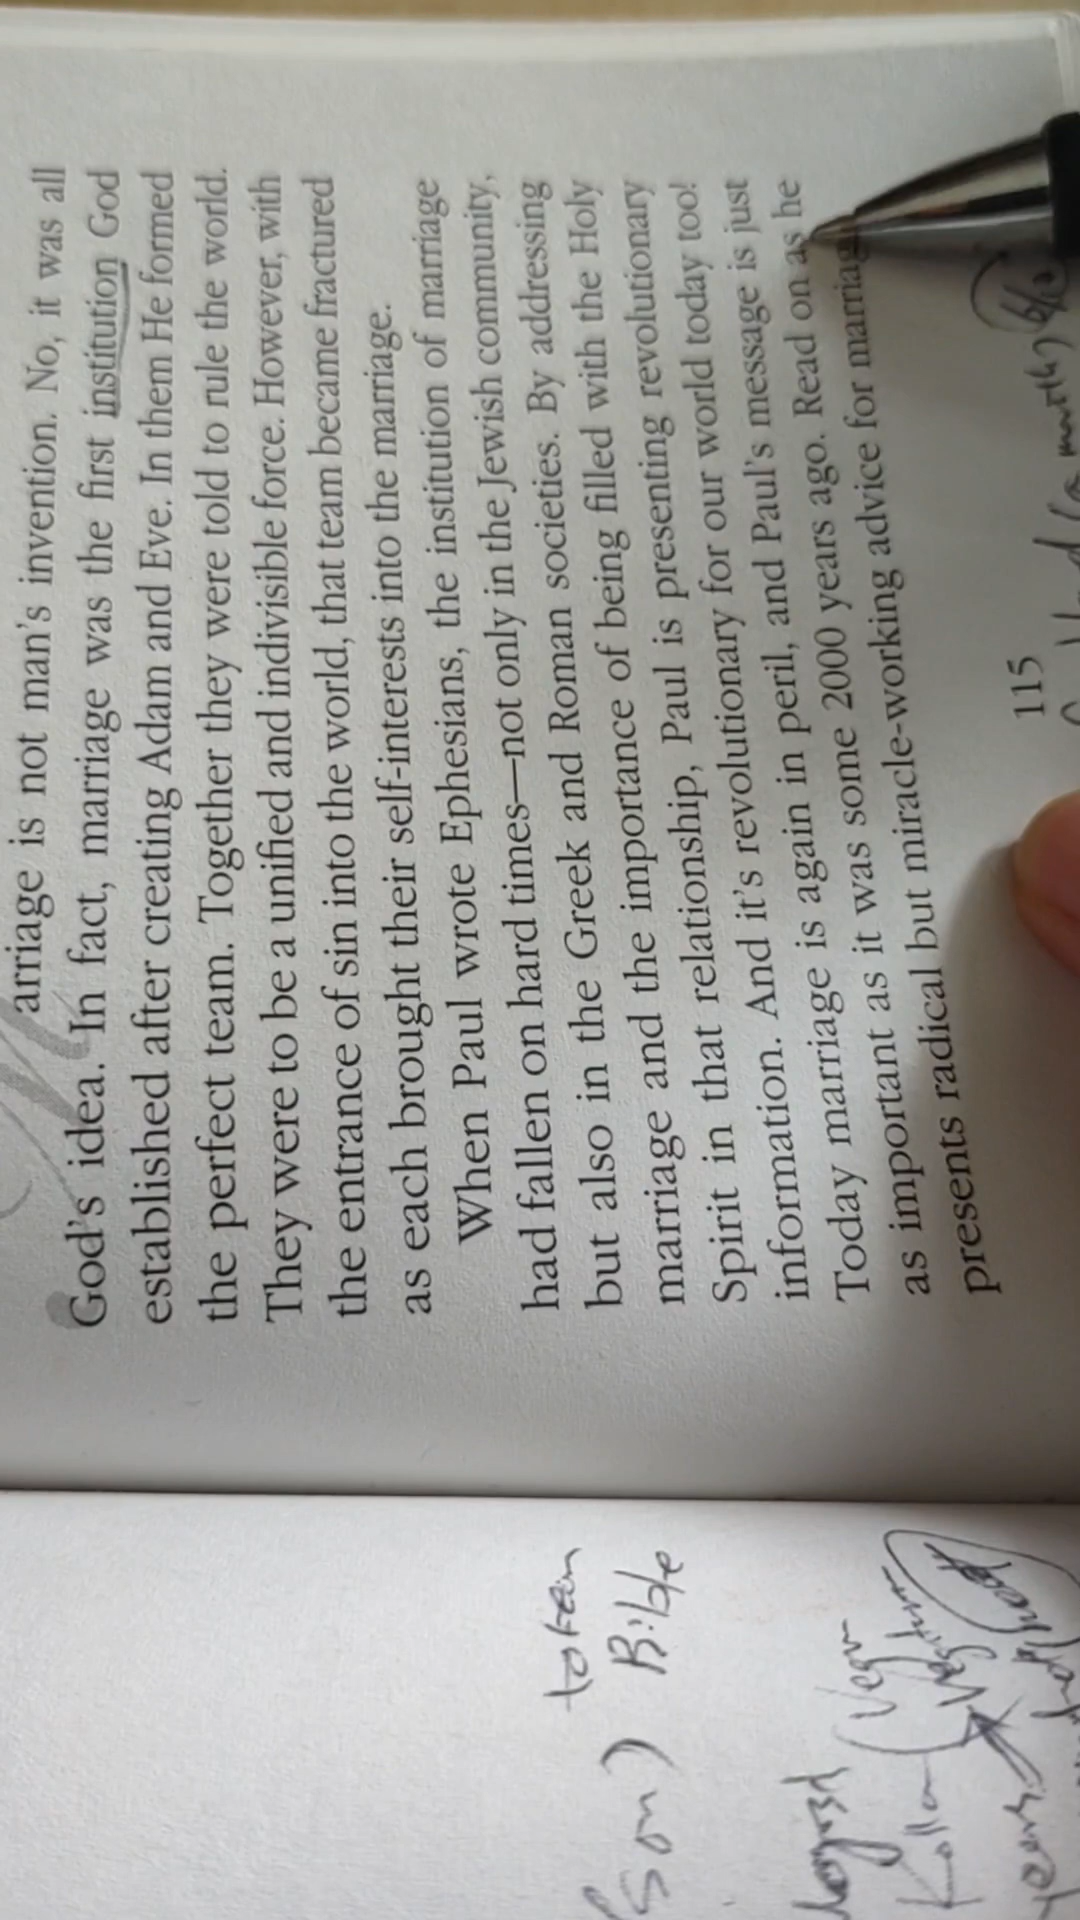 arriage is not man's invention. No, it was all
God's idea. In fact, marriage was the first institution God
established after creating Adam and Eve. In them He formed
the perfect team. Together they were told to rule the world.
They were to be a unified and indivisible force. However, with
the entrance of sin into the world, that team became fractured
as each brought their self-interests into the marriage.
When Paul wrote Ephesians, the institution of marriage
had fallen on hard times—not only in the Jewish community,
but also in the Greek and Roman societies. By addressing
marriage and the importance of being filled with the Holy
Spirit in that relationship, Paul is presenting revolutionary
information. And it's revolutionary for our world today too!
Today marriage is again in peril, and Paul's message is just
as important as it was some 2000 years ago. Read on as he
presents radical but miracle-working advice for marriag
115
token
Bible